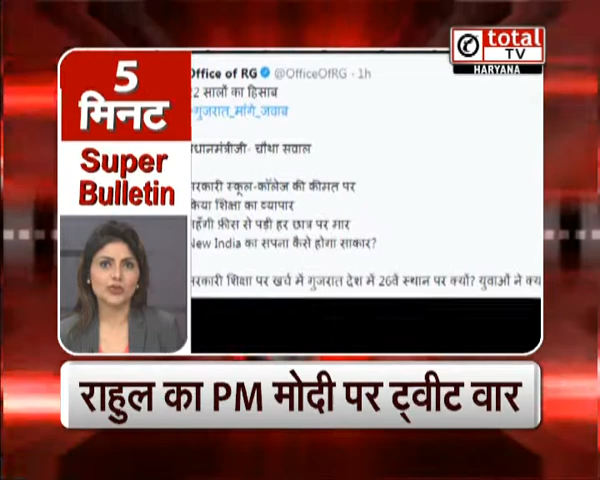 total
TV
HARYANA
5
मिनट
Super
Bulletin
Office of RG @OfficeOfRG · 1h
2 सालों का हिसाब
गुजरात_मांगे_जवाब
धानमंत्रीजी- चौथा सवाल
रकारी स्कूल-कॉलेज की कीमत पर
किया शिक्षा का व्यापार
हँगी फ़ीस से पड़ी हर छात्र पर मार
New India का सपना कैसे होगा साकार?
रकारी शिक्षा पर खर्च में गुजरात देश में 26वें स्थान पर क्यों? युवाओं ने क्य
राहुल का PM मोदी पर ट्वीट वार